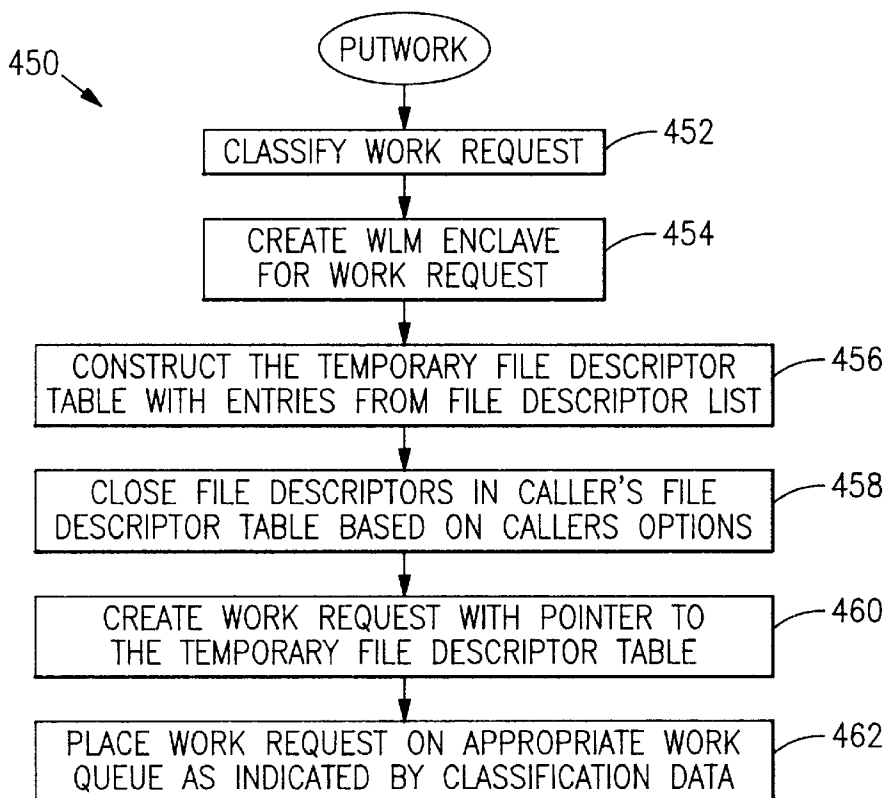 PUTWORK
450
CLASSIFY WORK REQUEST
452
CREATE WLM ENCLAVE
FOR WORK REQUEST
454
CONSTRUCT THE TEMPORARY FILE DESCRIPTOR
TABLE WITH ENTRIES FROM FILE DESCRIPTOR LIST
456
CLOSE FILE DESCRIPTORS IN CALLER'S FILE
DESCRIPTOR TABLE BASED ON CALLERS OPTIONS
458
CREATE WORK REQUEST WITH POINTER TO
THE TEMPORARY FILE DESCRIPTOR TABLE
460
PLACE WORK REQUEST ON APPROPRIATE WORK
QUEUE AS INDICATED BY CLASSIFICATION DATA
462